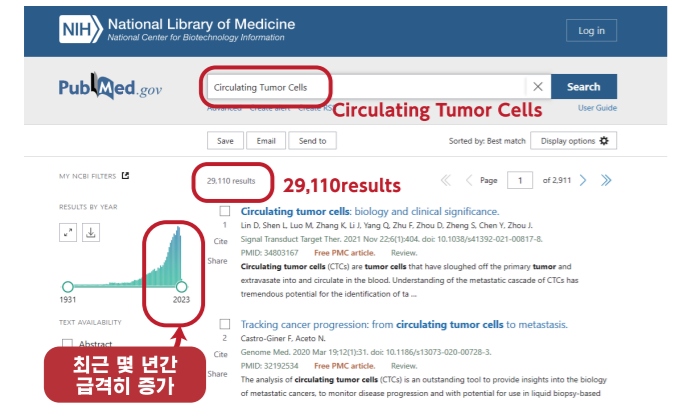 NIH National Library of Medicine
National Center for Biotechnology Information
Log in
PubMed.gov
Circulating Tumor Cells
Search
Advanced Create alert Create RSS
User Guide
Circulating Tumor Cells
Save Email Send to
Sorted by: Best match Display options
MY NCBI FILTERS
29,110 results
29,110results
Page 1 of 2,911
RESULTS BY YEAR
1931 2023
TEXT AVAILABILITY
Abstract
최근 몇 년간
급격히 증가
Circulating tumor cells: biology and clinical significance.
1
Lin D, Shen L, Luo M, Zhang K, Li J, Yang Q, Zhu F, Zhou D, Zheng S, Chen Y, Zhou J.
Cite
Signal Transduct Target Ther. 2021 Nov 22;6(1):404. doi: 10.1038/s41392-021-00817-8.
PMID: 34803167 Free PMC article. Review.
Share
Circulating tumor cells (CTCs) are tumor cells that have sloughed off the primary tumor and
extravasate into and circulate in the blood. Understanding of the metastatic cascade of CTCs has
tremendous potential for the identification of ta ...
Tracking cancer progression: from circulating tumor cells to metastasis.
2
Castro-Giner F, Aceto N.
Cite
Genome Med. 2020 Mar 19;12(1):31. doi: 10.1186/s13073-020-00728-3.
PMID: 32192534 Free PMC article. Review.
Share
The analysis of circulating tumor cells (CTCs) is an outstanding tool to provide insights into the biology
of metastatic cancers, to monitor disease progression and with potential for use in liquid biopsy-based